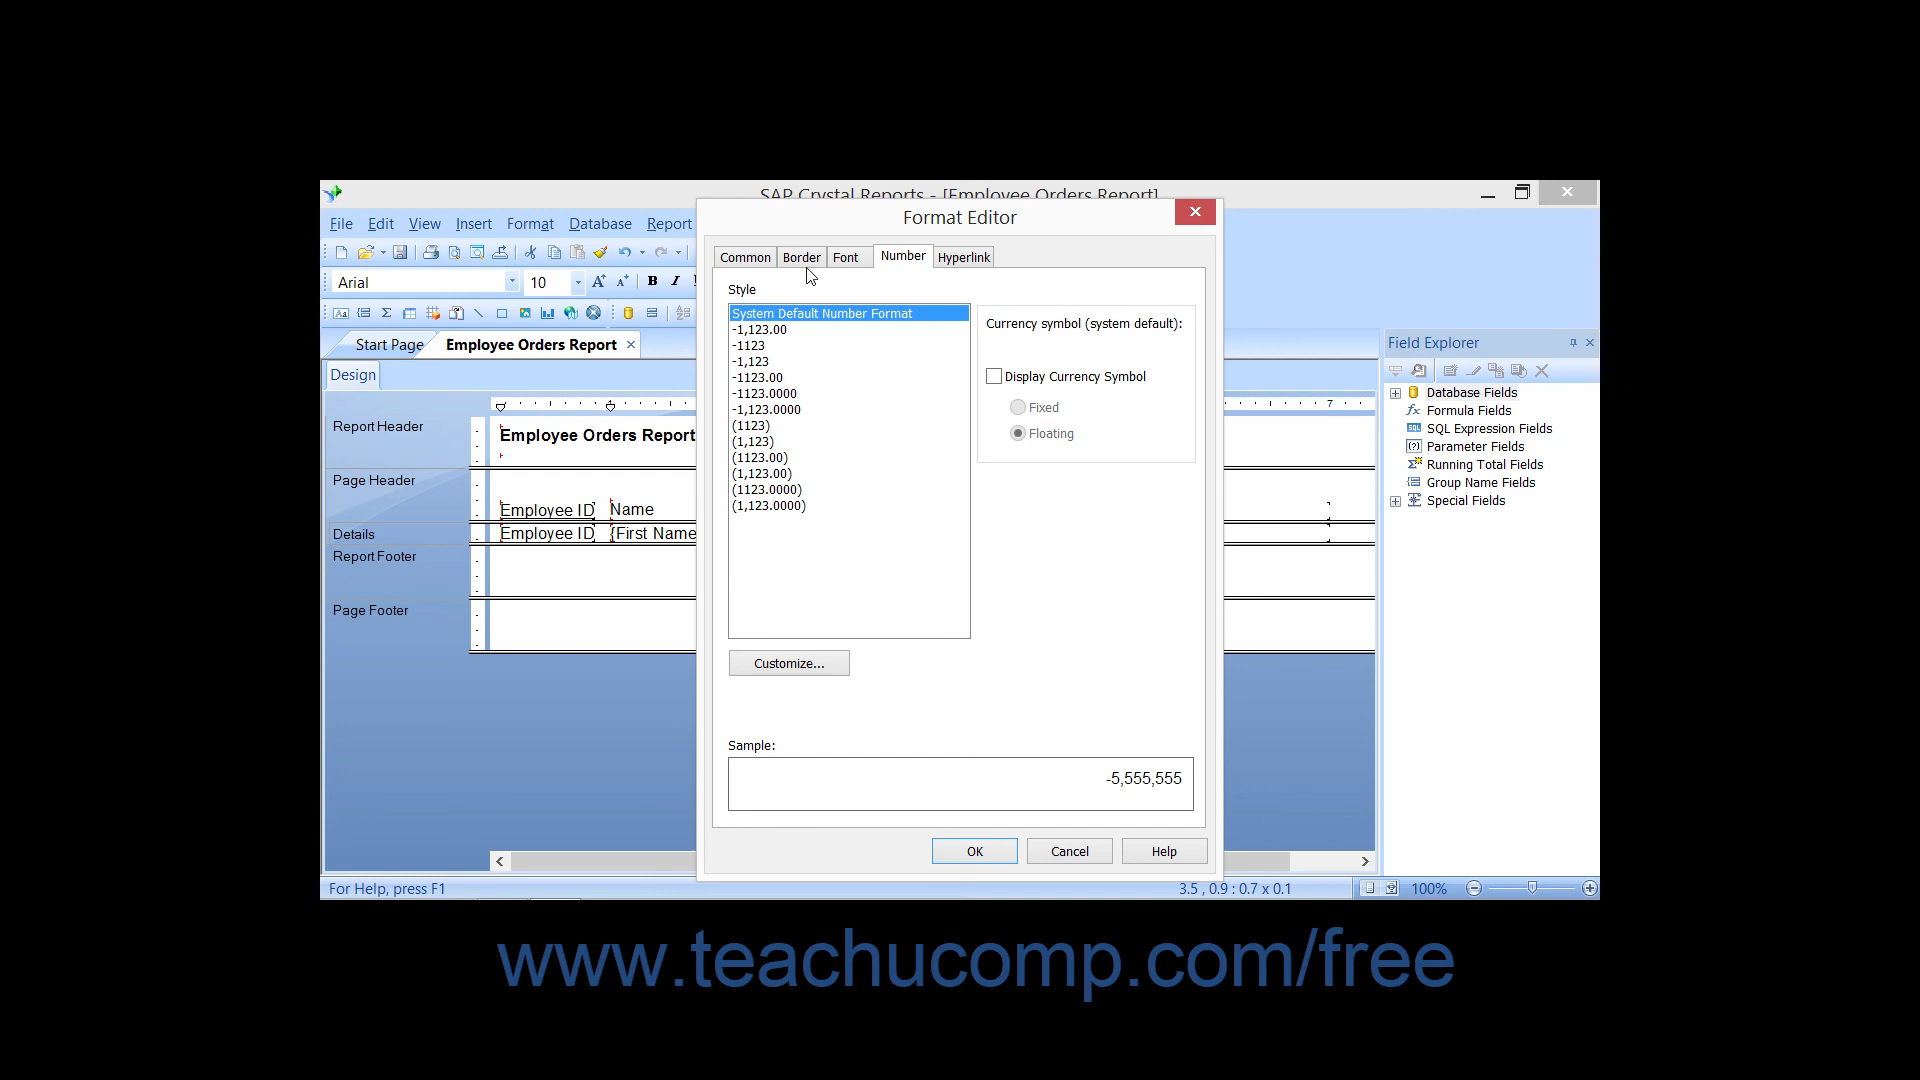 SAP Crystal Reports - [Employee Orders Report]
File Edit View Insert Format Database Report
Arial 10 B I
Start Page Employee Orders Report
Design
7
Report Header
Employee Orders Report
Page Header
Employee ID Name
Details
Employee ID {First Name
Report Footer
Page Footer
Format Editor
Common Border Font Number Hyperlink
Style
System Default Number Format
-1,123.00
-1123
-1,123
-1123.00
-1123.0000
-1,123.0000
(1123)
(1,123)
(1123.00)
(1,123.00)
(1123.0000)
(1,123.0000)
Customize...
Currency symbol (system default):
Display Currency Symbol
Fixed
Floating
Sample:
-5,555,555
OK Cancel Help
Field Explorer
Database Fields
Formula Fields
SQL Expression Fields
Parameter Fields
Running Total Fields
Group Name Fields
Special Fields
For Help, press F1
3.5 , 0.9 : 0.7 x 0.1
100%
www.teachucomp.com/free